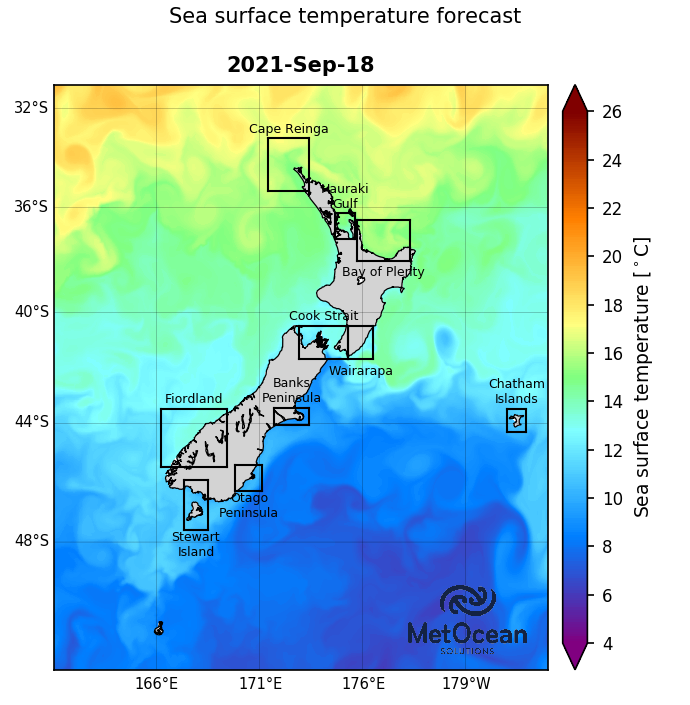 Sea surface temperature forecast
2021-Sep-18
32°S
36°S
40°S
44°S
48°S
Cape Reinga
Hauraki
Gulf
Bay of Plenty
Cook Strait
Wairarapa
Banks
Peninsula
Fiordland
Chatham
Islands
Otago
Peninsula
Stewart
Island
MetOcean
SOLUTIONS
166°E
171°E
176°E
179°W
26
24
22
20
18
16
14
12
10
8
6
4
Sea surface temperature [°C]